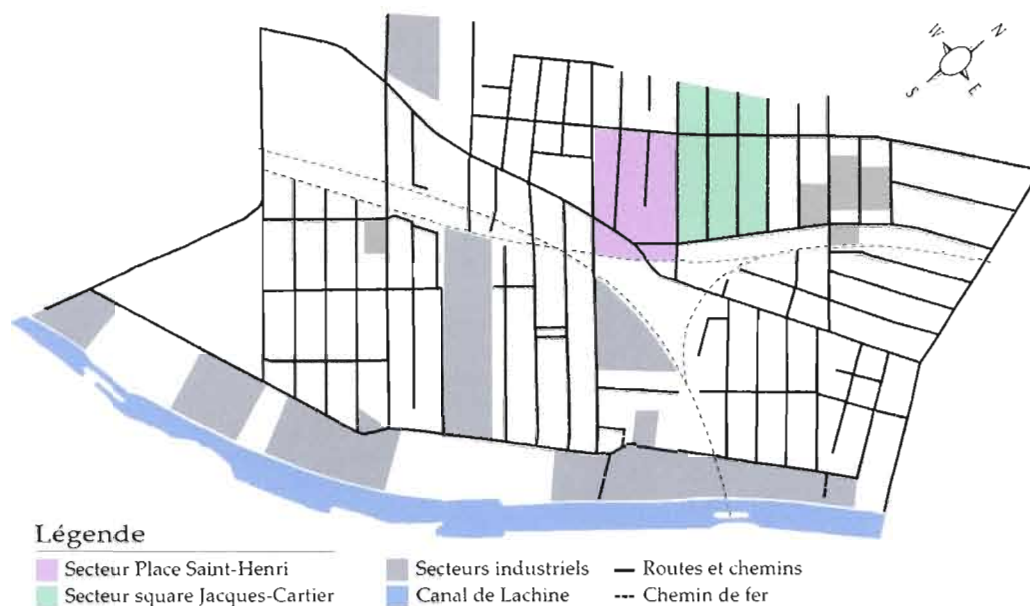 W N
S E
Légende
Secteur Place Saint-Henri
Secteur square Jacques-Cartier
Secteurs industriels
Canal de Lachine
Routes et chemins
Chemin de fer